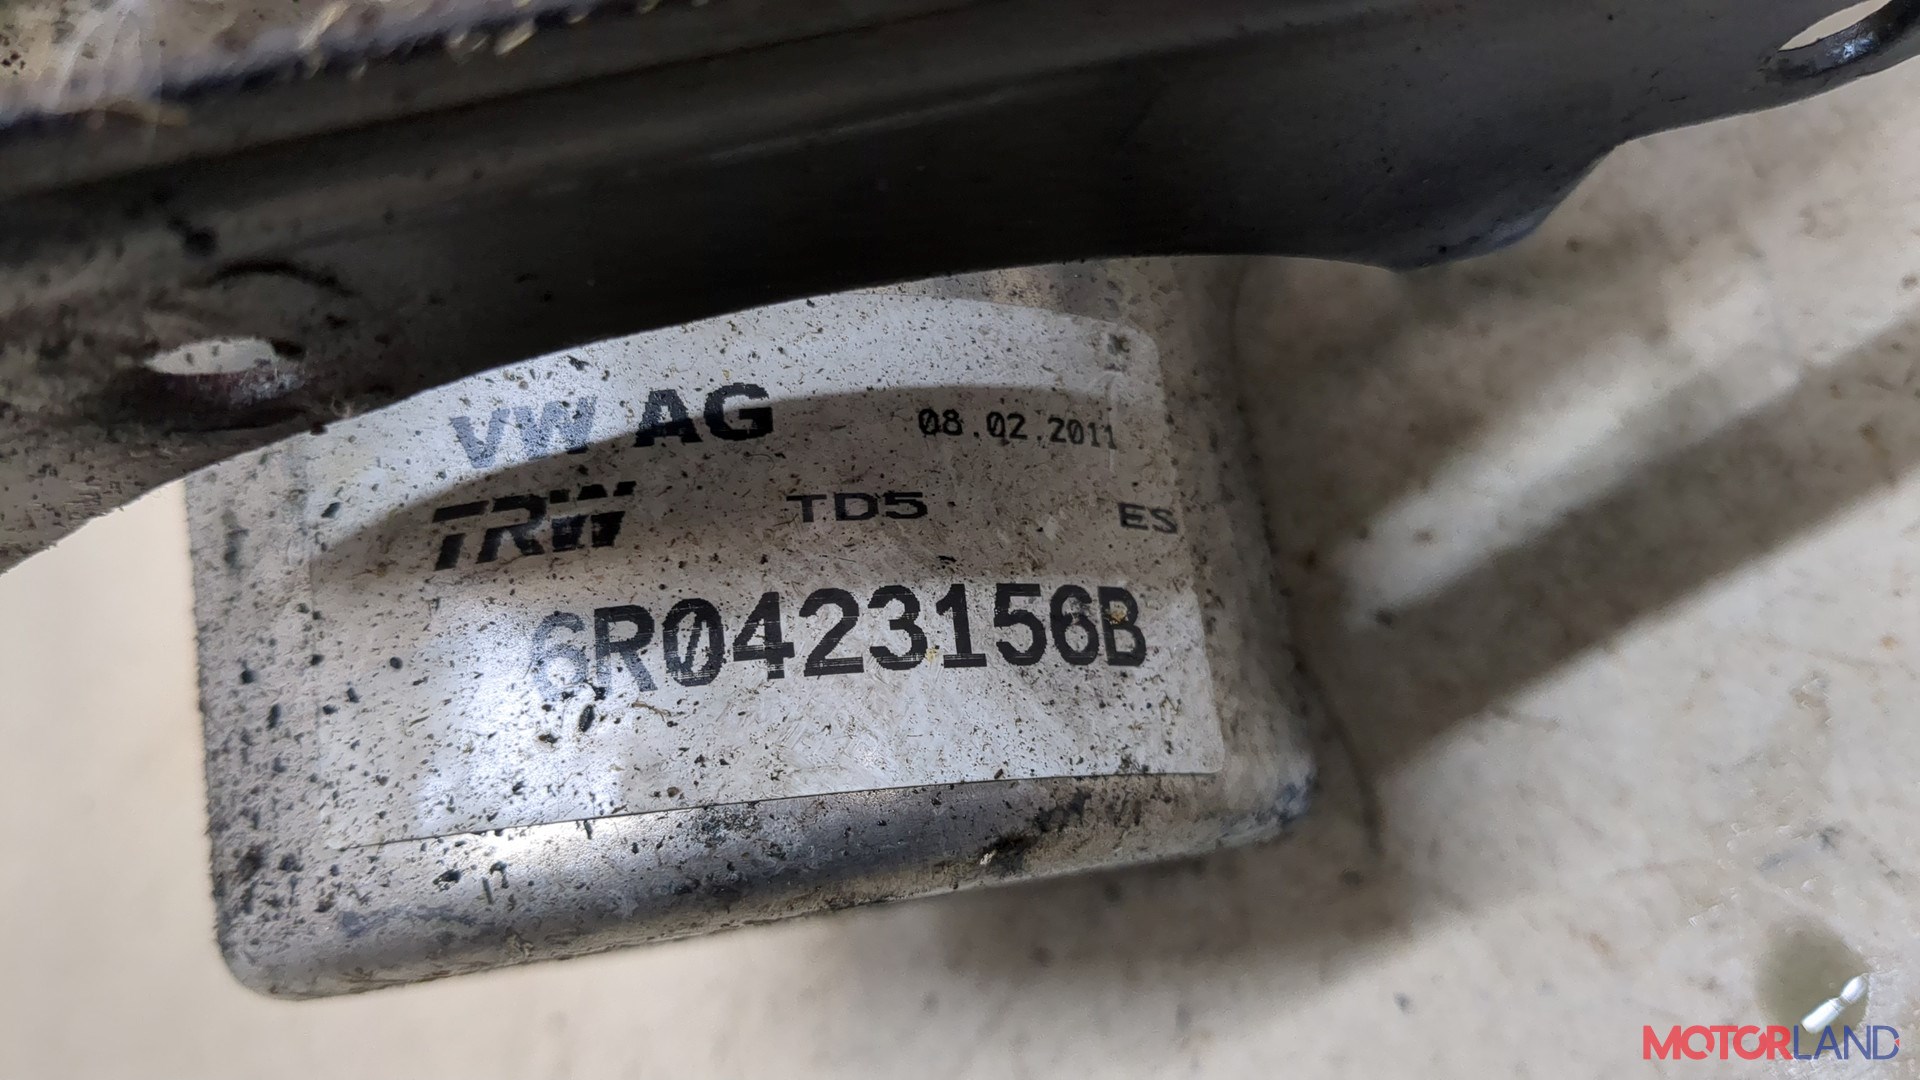 VW AG 08.02.2011
TRW TD5 ES
6R0423156B
MOTORLAND